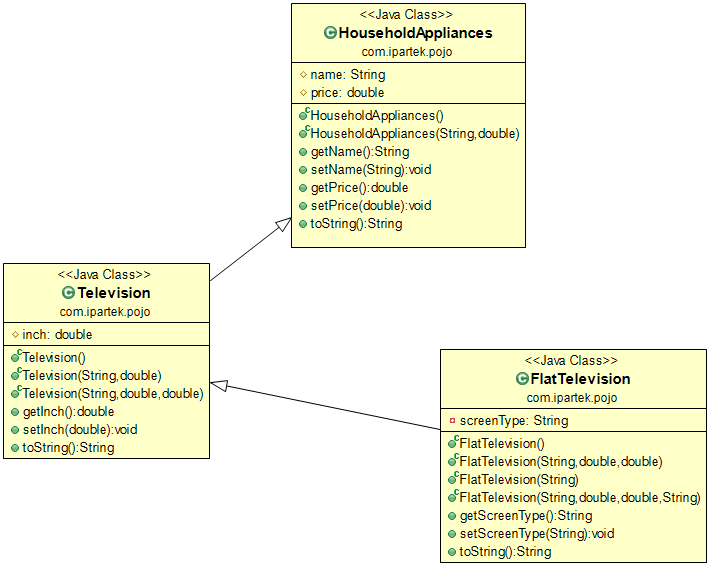 <<Java Class>>
HouseholdAppliances
com.ipartek.pojo
name: String
price: double
HouseholdAppliances()
HouseholdAppliances(String,double)
getName():String
setName(String):void
getPrice():double
setPrice(double):void
toString():String
<<Java Class>>
Television
com.ipartek.pojo
inch: double
Television()
Television(String,double)
Television(String,double,double)
getInch():double
setInch(double):void
toString():String
<<Java Class>>
FlatTelevision
com.ipartek.pojo
screenType: String
FlatTelevision()
FlatTelevision(String,double,double)
FlatTelevision(String)
FlatTelevision(String,double,double,String)
getScreenType():String
setScreenType(String):void
toString():String